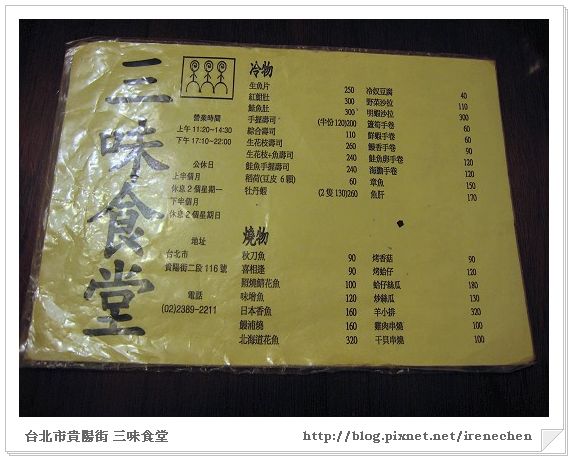 三味食堂
營業時間
上午 11:20~14:30
下午 17:10~22:00
公休日
上半個月
休息 2 個星期一
下半個月
休息 2 個星期日
地址
台北市
貴陽街二段 116 號
電話
(02)2389-2211
冷物
生魚片 250
紅魽肚 300
鮭魚肚 300
手握壽司 (半份 120)200
綜合壽司 110
生花枝壽司 60
生花枝+魚壽司 260
鮭魚手握壽司 240
稻荷(豆皮 6 顆) 60
牡丹蝦 (2 隻 130)260
冷奴豆腐 40
野菜沙拉 110
明蝦沙拉 300
蘆筍手卷 60
鮮蝦手卷 60
鰻香手卷 90
鮭魚卵手卷 120
海膽手卷 120
章魚 150
魚肝 170
燒物
秋刀魚 90
喜相逢 90
照燒鯖花魚 100
味噌魚 120
日本香魚 160
鰻浦燒 160
北海道花魚 320
烤香菇 90
烤蛤仔 120
蛤仔絲瓜 180
炒絲瓜 130
羊小排 320
雞肉串燒 100
干貝串燒 100
台北市貴陽街 三味食堂
http://blog.pixnet.net/irenechen